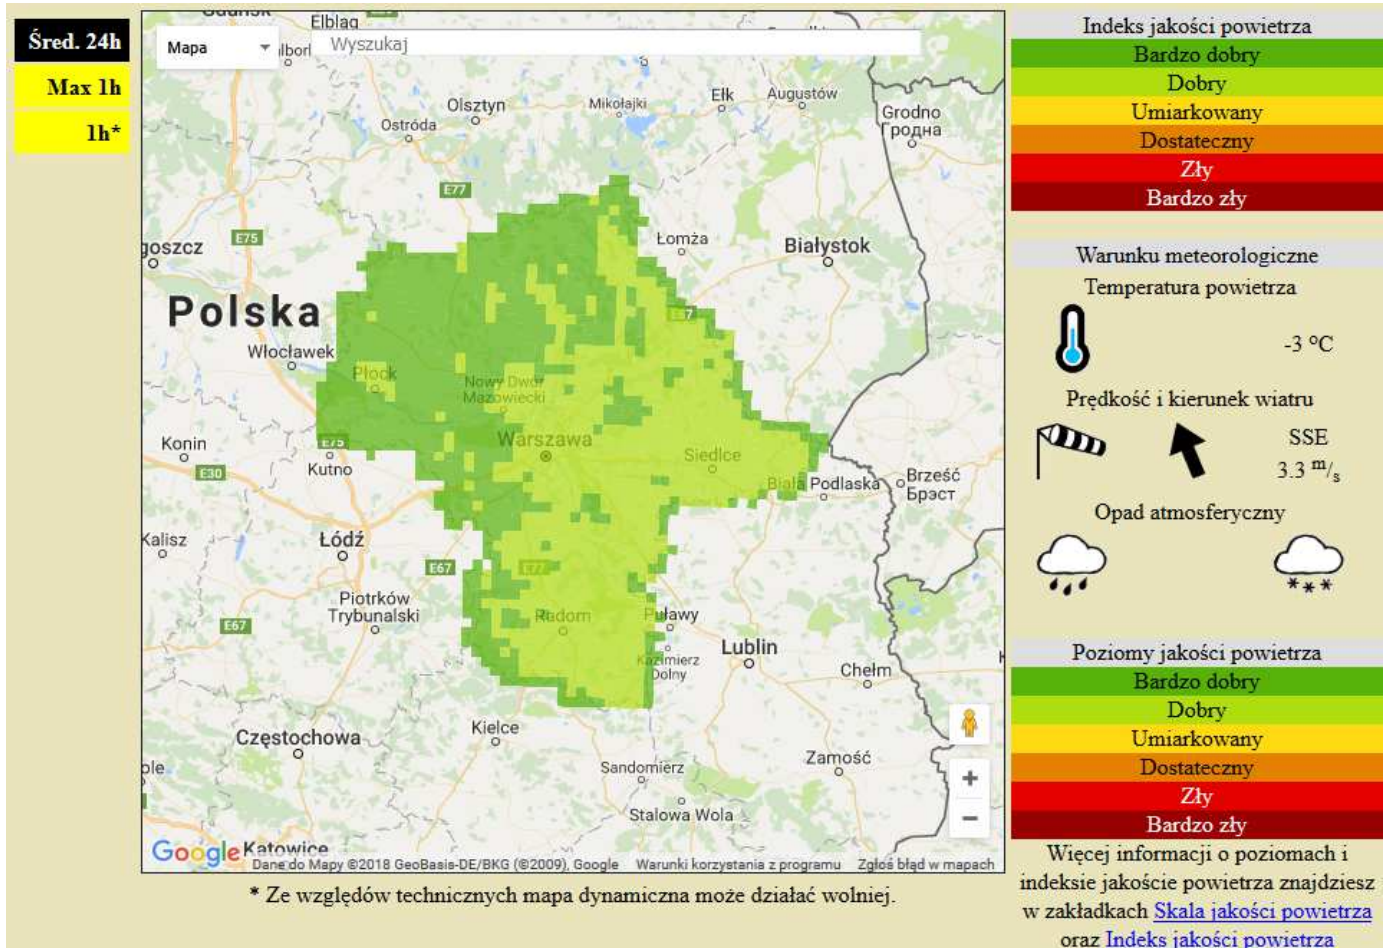 Śred. 24h
Max 1h
1h*
Mapa
Wyszukaj
Elbląg
Olsztyn
Ostróda
Mikołajki
Ełk
Augustów
Grodno
Гродна
E77
E75
goszcz
Łomża
Białystok
Polska
Włocławek
Płock
Nowy Dwór
Mazowiecki
Konin
E75
Kutno
Warszawa
Siedlce
E30
Biała Podlaska
Brześć
Брэст
Kalisz
Łódź
E67
E77
Piotrków
Trybunalski
E67
Radom
Puławy
Lublin
Kazimierz
Dolny
Chełm
Kielce
Częstochowa
Sandomierz
Zamość
Stalowa Wola
Katowice
Google
Dane do Mapy ©2018 GeoBasis-DE/BKG (©2009), Google
Warunki korzystania z programu
Zgłoś błąd w mapach
* Ze względów technicznych mapa dynamiczna może działać wolniej.
Indeks jakości powietrza
Bardzo dobry
Dobry
Umiarkowany
Dostateczny
Zły
Bardzo zły
Warunku meteorologiczne
Temperatura powietrza
-3 °C
Prędkość i kierunek wiatru
SSE
3.3 m/s
Opad atmosferyczny
Poziomy jakości powietrza
Bardzo dobry
Dobry
Umiarkowany
Dostateczny
Zły
Bardzo zły
Więcej informacji o poziomach i
indeksie jakoście powietrza znajdziesz
w zakładkach Skala jakości powietrza
oraz Indeks jakości powietrza